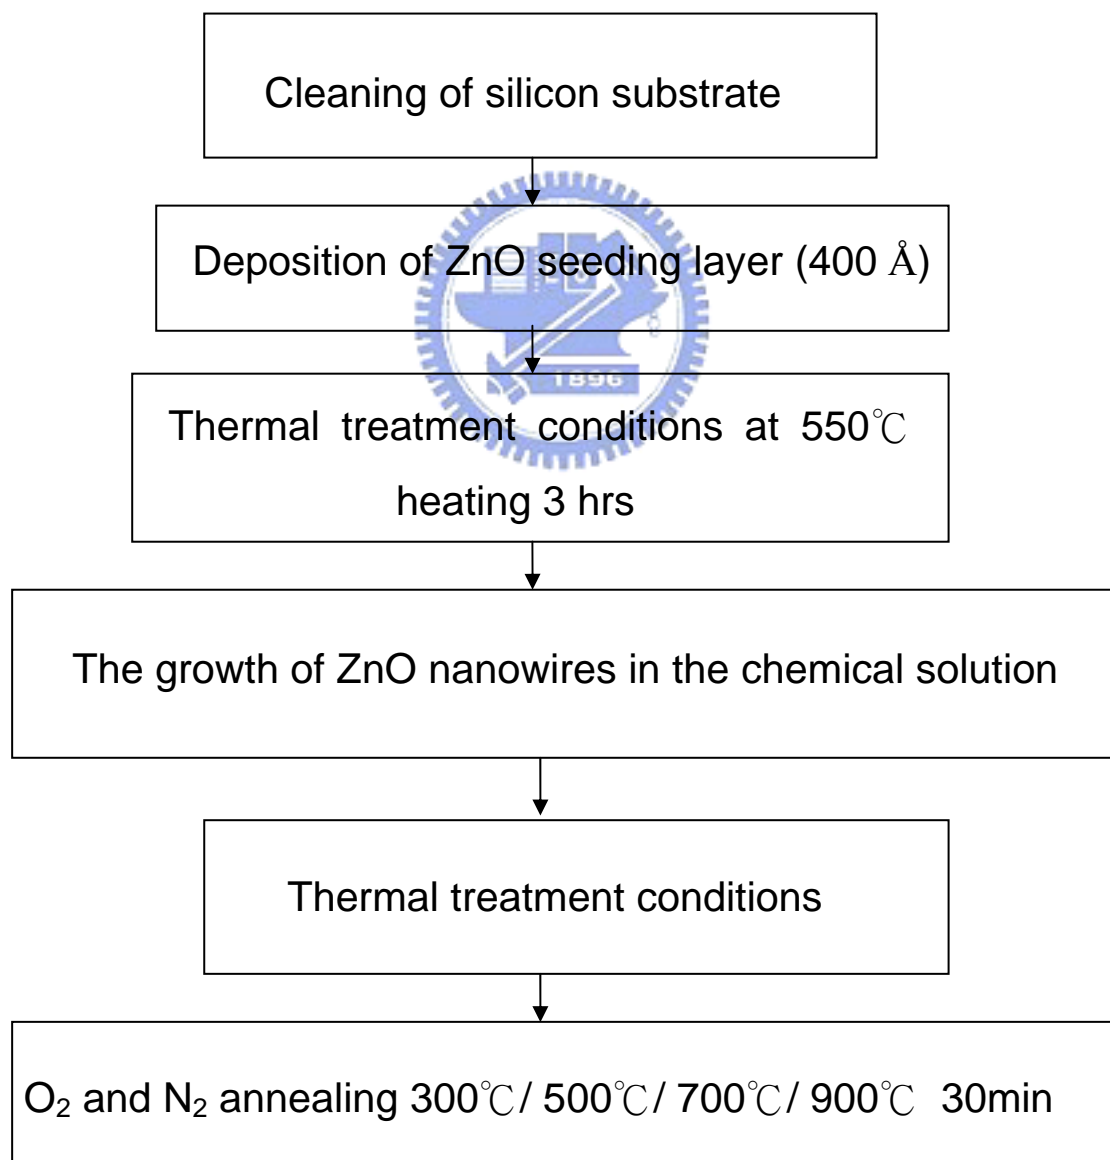 Cleaning of silicon substrate
Deposition of ZnO seeding layer (400 Å)
1896
Thermal treatment conditions at 550℃
heating 3 hrs
The growth of ZnO nanowires in the chemical solution
Thermal treatment conditions
O₂ and N₂ annealing 300℃/ 500℃/ 700℃/ 900℃ 30min